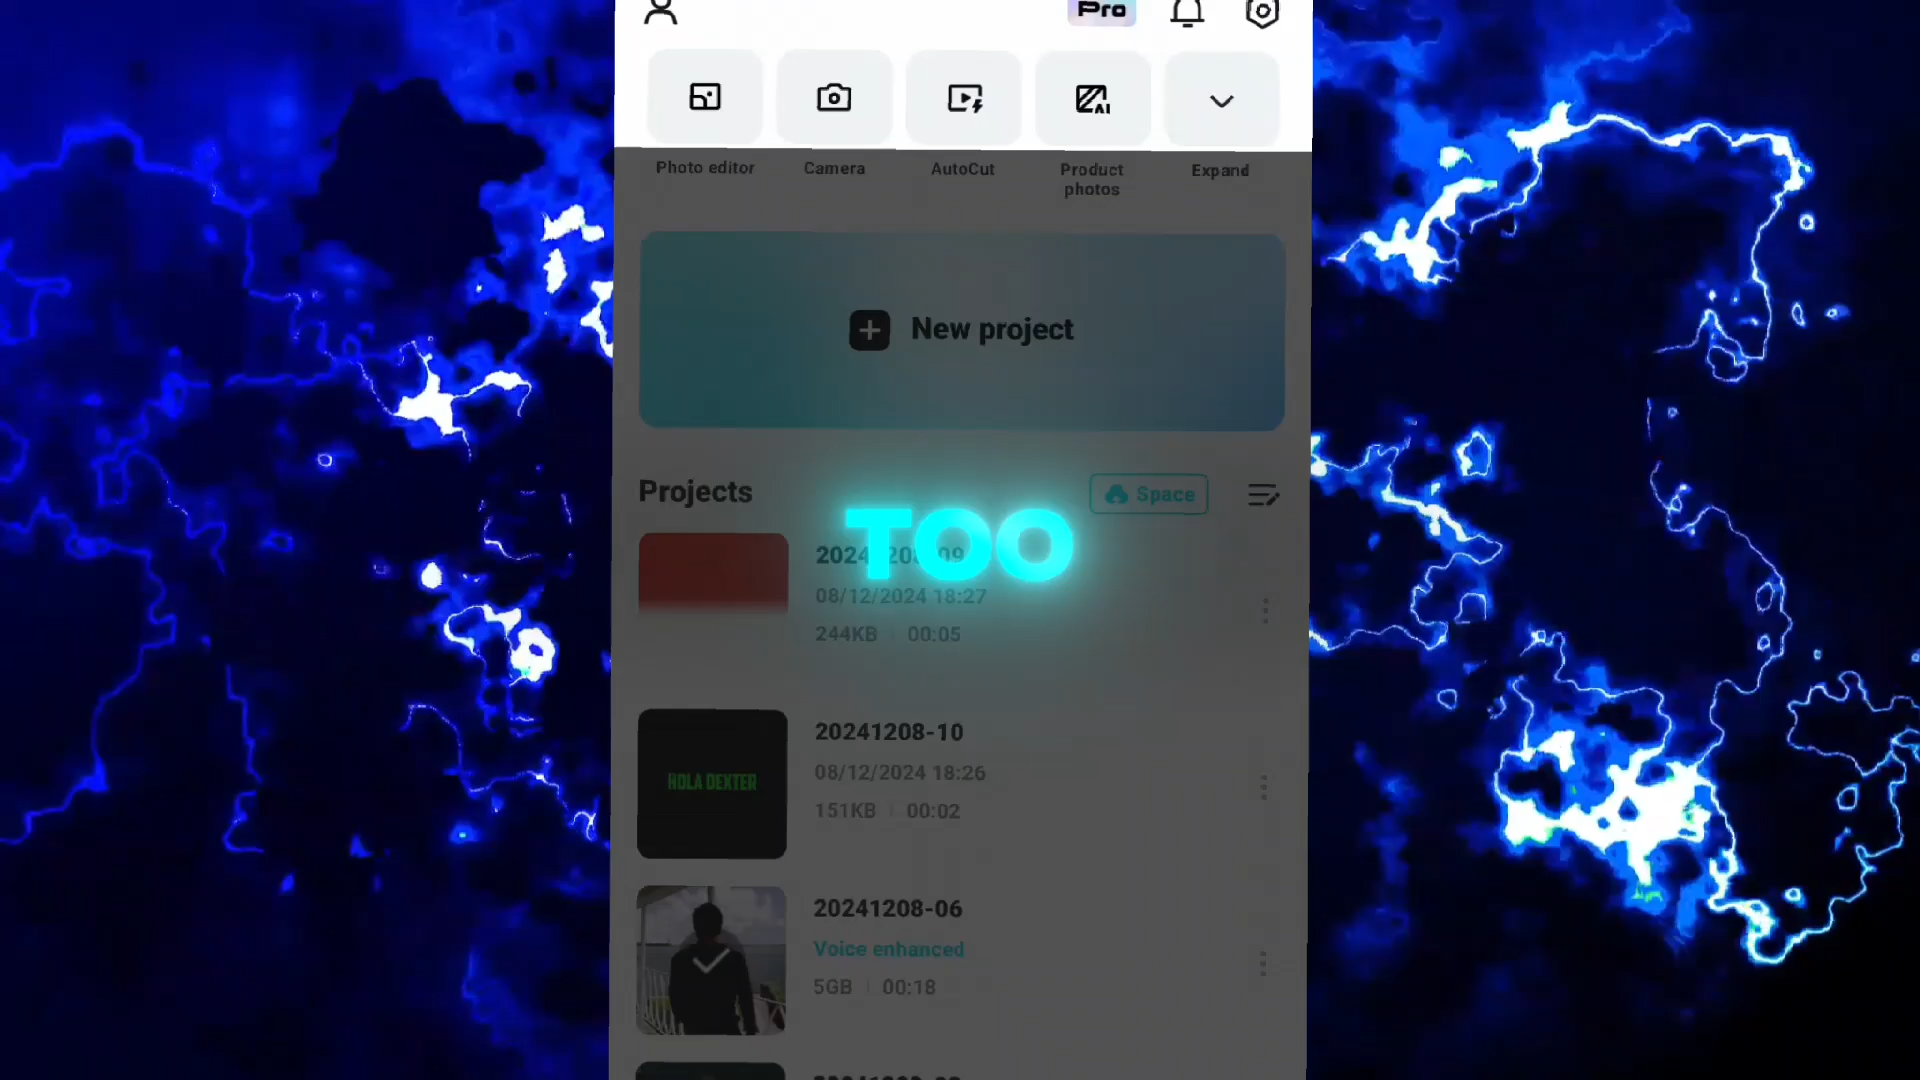 Pro
Photo editor
Camera
AutoCut
Product
photos
Expand
AI
New project
Projects
Space
TOO
08/12/2024 18:27
244KB
00:05
20241208-10
08/12/2024 18:26
151KB
00:02
HOLA DEXTER
20241208-06
Voice enhanced
5GB
00:18